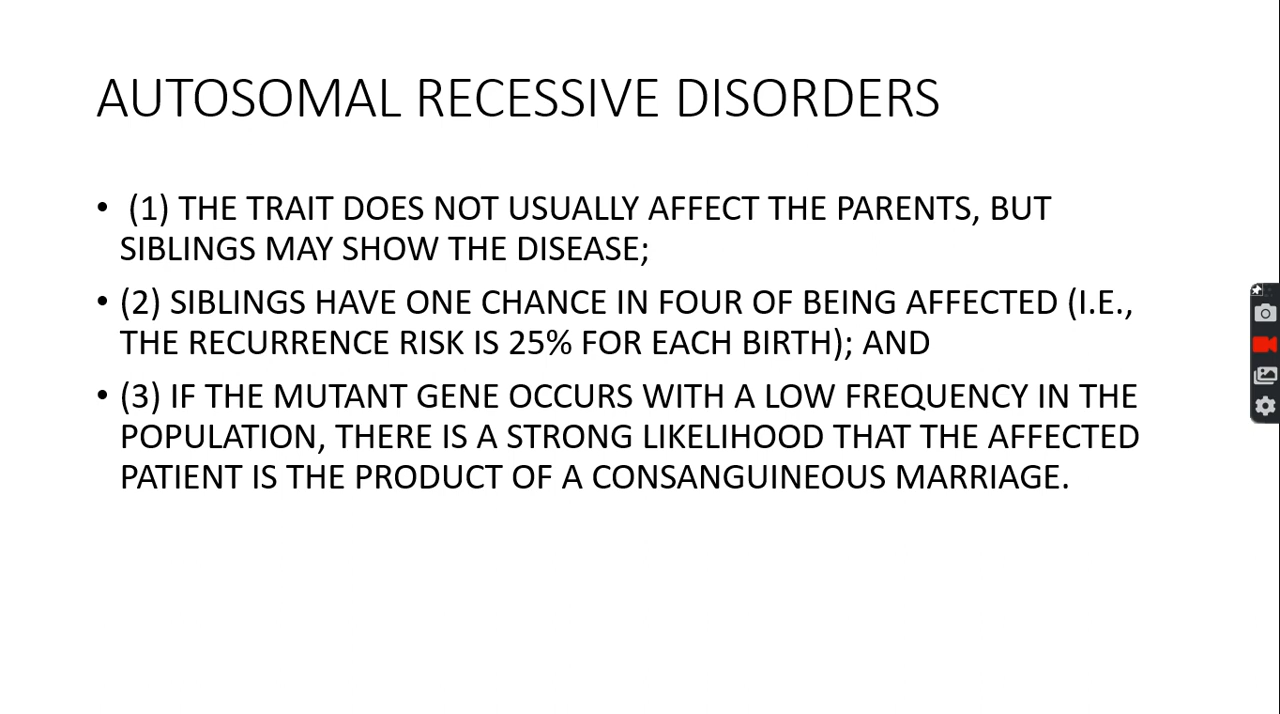 AUTOSOMAL RECESSIVE DISORDERS
• (1) THE TRAIT DOES NOT USUALLY AFFECT THE PARENTS, BUT
SIBLINGS MAY SHOW THE DISEASE;
• (2) SIBLINGS HAVE ONE CHANCE IN FOUR OF BEING AFFECTED (I.E.,
THE RECURRENCE RISK IS 25% FOR EACH BIRTH); AND
• (3) IF THE MUTANT GENE OCCURS WITH A LOW FREQUENCY IN THE
POPULATION, THERE IS A STRONG LIKELIHOOD THAT THE AFFECTED
PATIENT IS THE PRODUCT OF A CONSANGUINEOUS MARRIAGE.